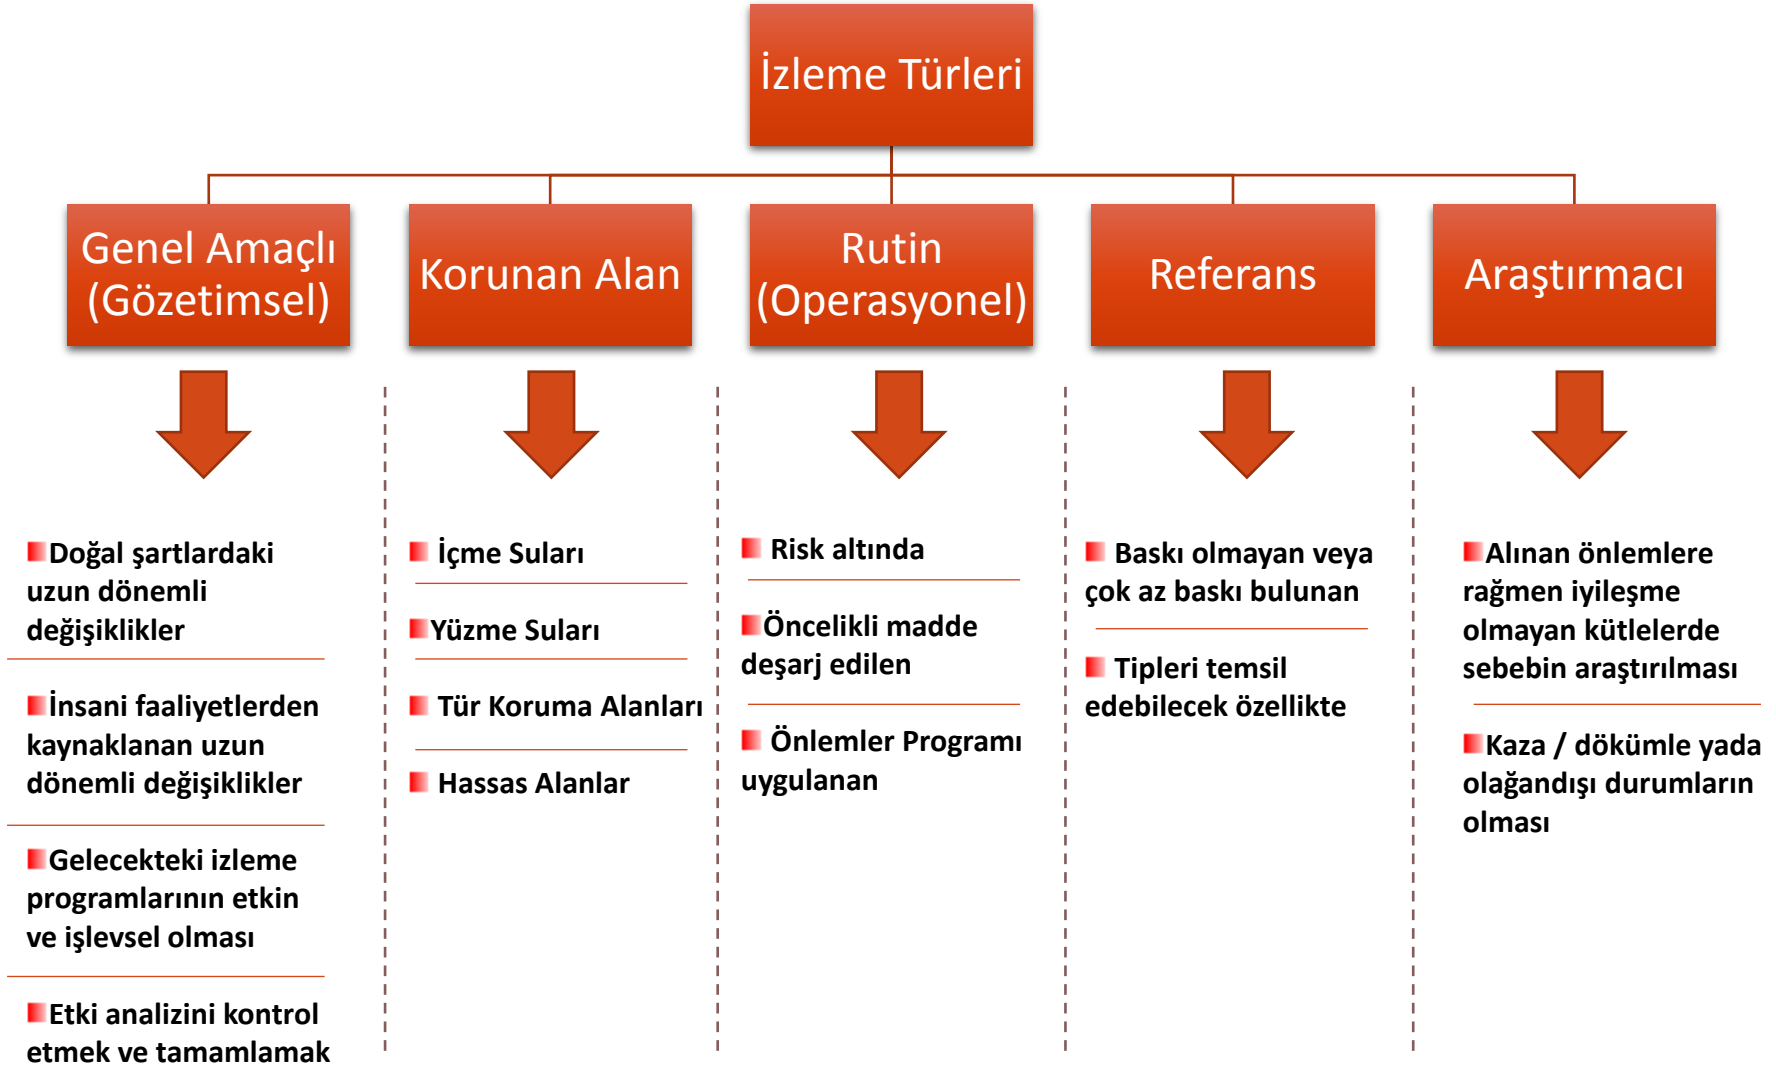 İzleme Türleri
Genel Amaçlı
(Gözetimsel)
Korunan Alan
Rutin
(Operasyonel)
Referans
Araştırmacı
Doğal şartlardaki
uzun dönemli
değişiklikler
İnsani faaliyetlerden
kaynaklanan uzun
dönemli değişiklikler
Gelecekteki izleme
programlarının etkin
ve işlevsel olması
Etki analizini kontrol
etmek ve tamamlamak
İçme Suları
Yüzme Suları
Tür Koruma Alanları
Hassas Alanlar
Risk altında
Öncelikli madde
deşarj edilen
Önlemler Programı
uygulanan
Baskı olmayan veya
çok az baskı bulunan
Tipleri temsil
edebilecek özellikte
Alınan önlemlere
rağmen iyileşme
olmayan kütlelerde
sebebin araştırılması
Kaza / dökümle yada
olağandışı durumların
olması